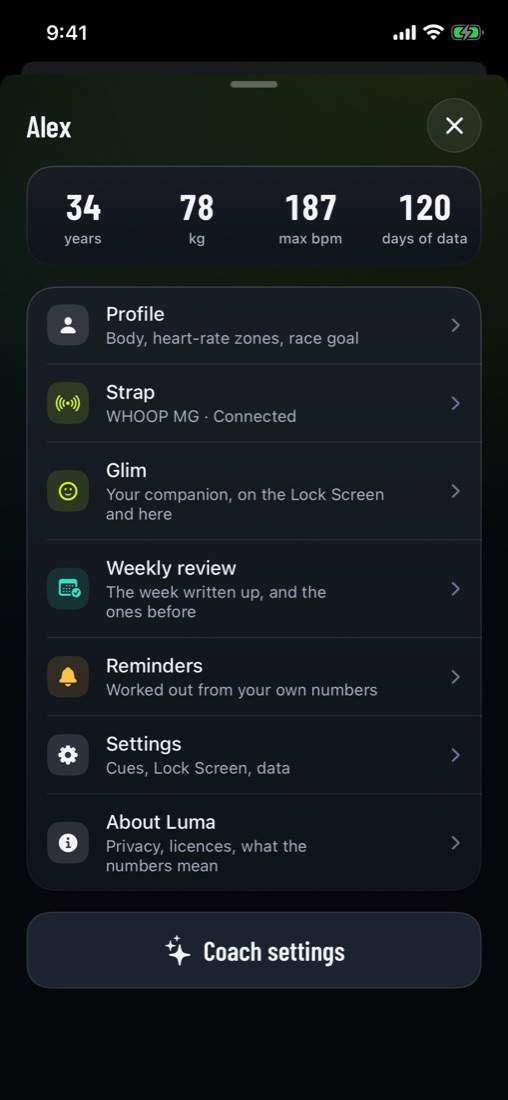 9:41
Alex
34
years
78
kg
187
max bpm
120
days of data
Profile
Body, heart-rate zones, race goal
Strap
WHOOP MG · Connected
Glim
Your companion, on the Lock Screen
and here
Weekly review
The week written up, and the
ones before
Reminders
Worked out from your own numbers
Settings
Cues, Lock Screen, data
About Luma
Privacy, licences, what the
numbers mean
Coach settings